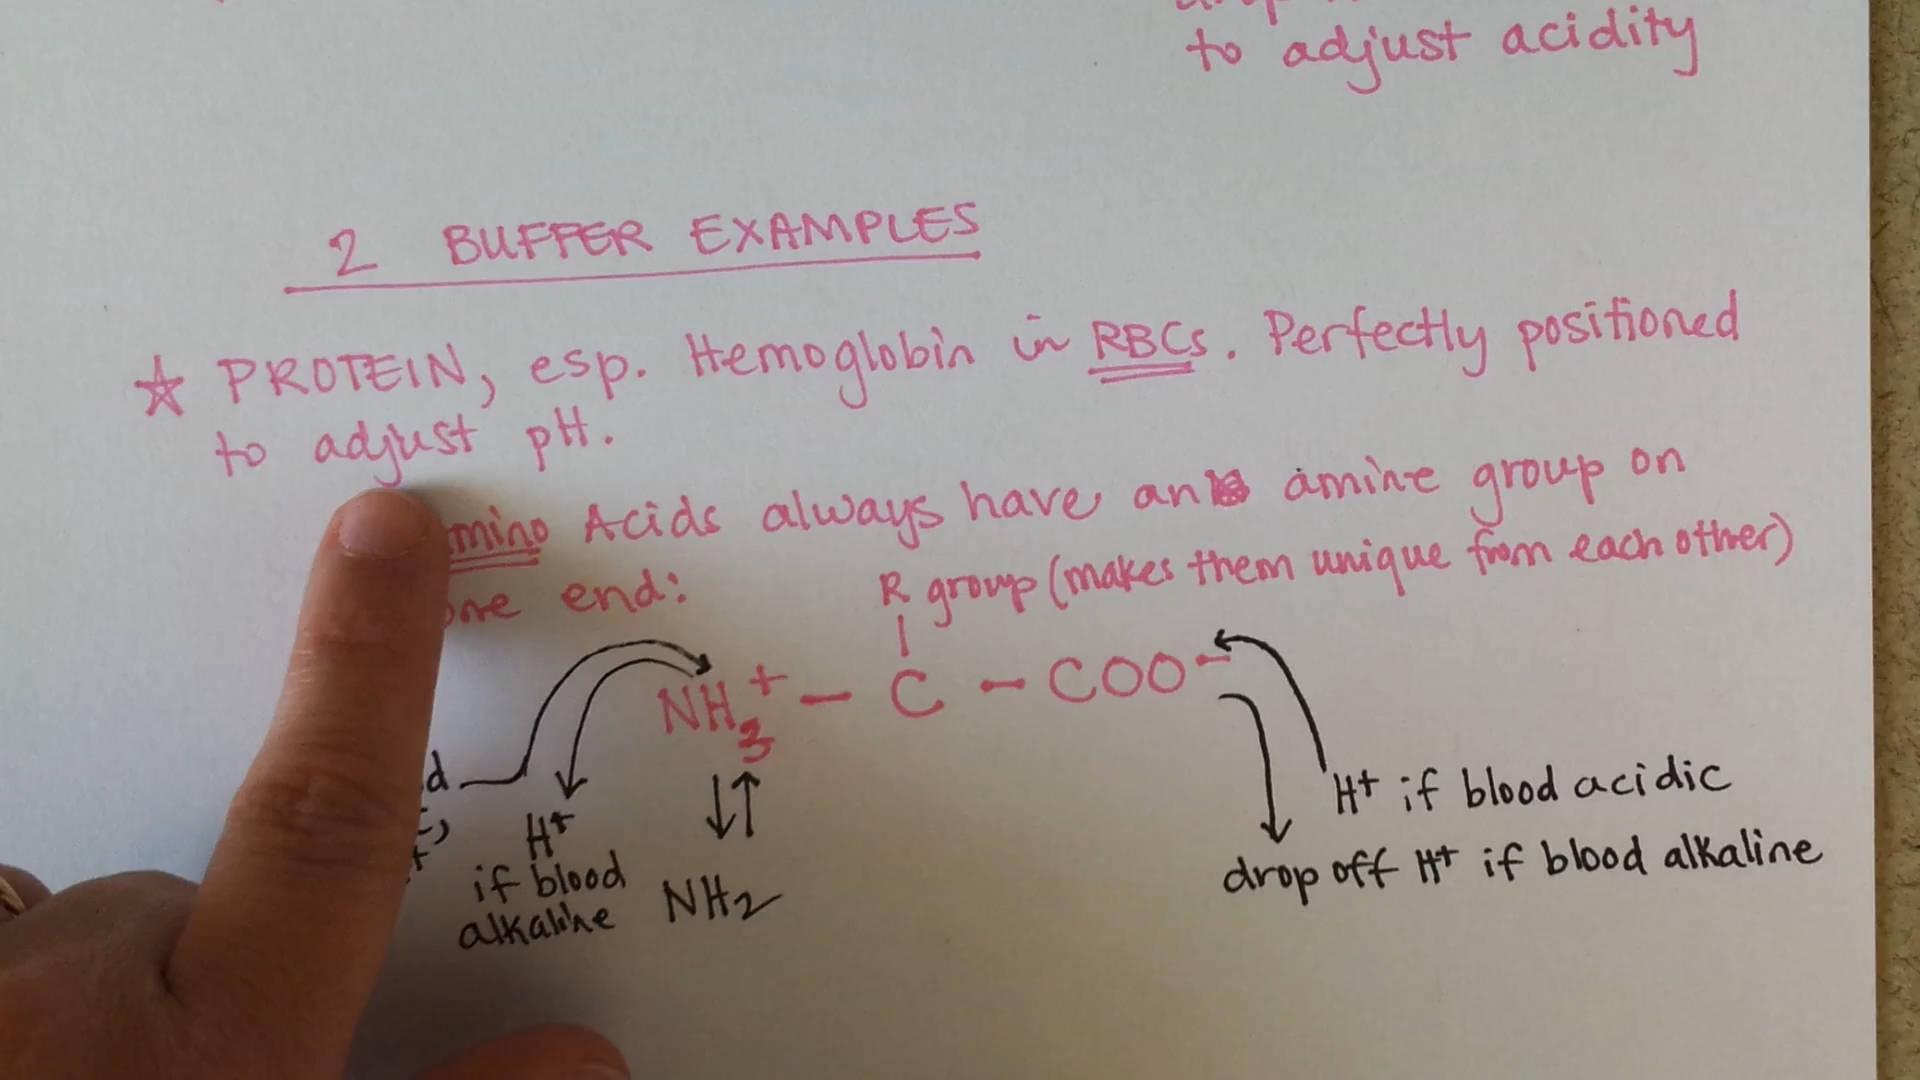 to adjust acidity
2 BUFFER EXAMPLES
☆ PROTEIN, esp. Hemoglobin in RBCs. Perfectly positioned
to adjust pH.
Acids always have an amine group on
one end:
R group (makes them unique from each other)
NH3+ – C – COO-
H+ if blood acidic
drop off H+ if blood alkaline
H+
if blood
alkaline
NH2